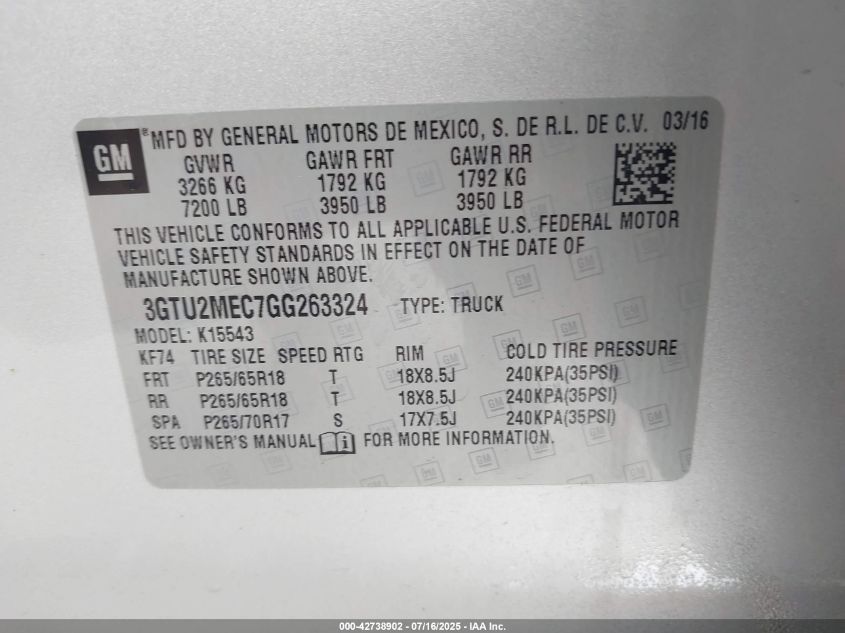 GM
® MFD BY GENERAL MOTORS DE MEXICO, S. DE R.L. DE C.V. 03/16
GVWR GAWR FRT GAWR RR
3266 KG 1792 KG 1792 KG
7200 LB 3950 LB 3950 LB
THIS VEHICLE CONFORMS TO ALL APPLICABLE U.S. FEDERAL MOTOR
VEHICLE SAFETY STANDARDS IN EFFECT ON THE DATE OF
MANUFACTURE SHOWN ABOVE.
3GTU2MEC7GG263324 TYPE: TRUCK
MODEL: K15543
KF74 TIRE SIZE SPEED RTG RIM COLD TIRE PRESSURE
FRT P265/65R18 T 18X8.5J 240KPA(35PSI)
RR P265/65R18 T 18X8.5J 240KPA(35PSI)
SPA P265/70R17 S 17X7.5J 240KPA(35PSI)
SEE OWNER'S MANUAL i FOR MORE INFORMATION.
000-42738902 - 07/16/2025 - IAA Inc.